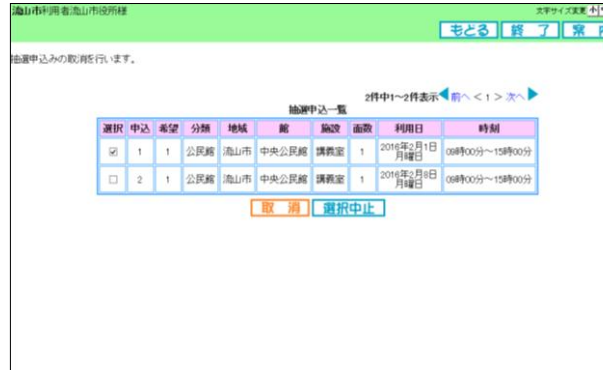 流山市利用者流山市役所様
文字サイズ変更 小
もどる 終 了 案
抽選申込みの取消を行います。
2件中1~2件表示 前へ < 1 > 次へ
抽選申込一覧
選択 申込 希望 分類 地域 館 施設 面数 利用日 時刻
1 1 公民館 流山市 中央公民館 講義室 1 2016年2月1日 月曜日 09時00分~15時00分
2 1 公民館 流山市 中央公民館 講義室 1 2016年2月8日 月曜日 09時00分~15時00分
取 消 選択中止